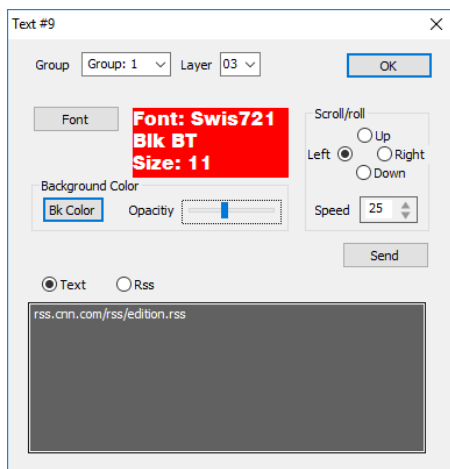 Text #9
Group Group: 1 Layer 03 OK
Font
Font: Swis721
Blk BT
Size: 11
Scroll/roll
Up
Left Right
Down
Background Color
Bk Color Opacitiy
Speed 25
Send
Text Rss
rss.cnn.com/rss/edition.rss